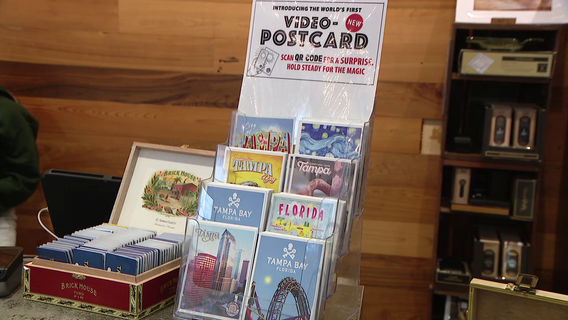 INTRODUCING THE WORLD'S FIRST
VIDEO-
POSTCARD
NEW
SCAN QR CODE FOR A SURPRISE.
HOLD STEADY FOR THE MAGIC
TAMPA
TAMPA
Bay
Tampa
TAMPA BAY
FLORIDA
FLORIDA
TAMPA
TAMPA BAY
FLORIDA
BRICK HOUSE
BRICK HOUSE